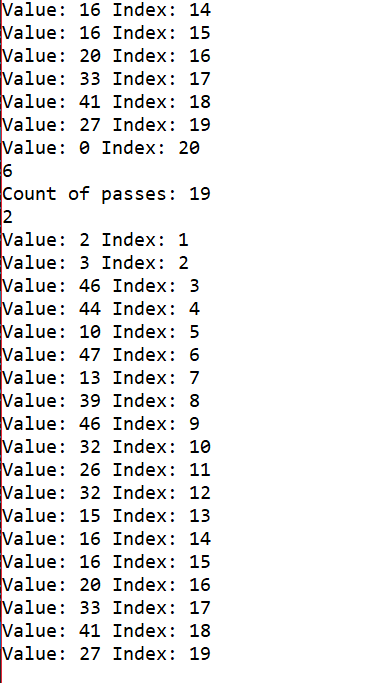 Value: 16 Index: 14
Value: 16 Index: 15
Value: 20 Index: 16
Value: 33 Index: 17
Value: 41 Index: 18
Value: 27 Index: 19
Value: 0 Index: 20
6
Count of passes: 19
2
Value: 2 Index: 1
Value: 3 Index: 2
Value: 46 Index: 3
Value: 44 Index: 4
Value: 10 Index: 5
Value: 47 Index: 6
Value: 13 Index: 7
Value: 39 Index: 8
Value: 46 Index: 9
Value: 32 Index: 10
Value: 26 Index: 11
Value: 32 Index: 12
Value: 15 Index: 13
Value: 16 Index: 14
Value: 16 Index: 15
Value: 20 Index: 16
Value: 33 Index: 17
Value: 41 Index: 18
Value: 27 Index: 19